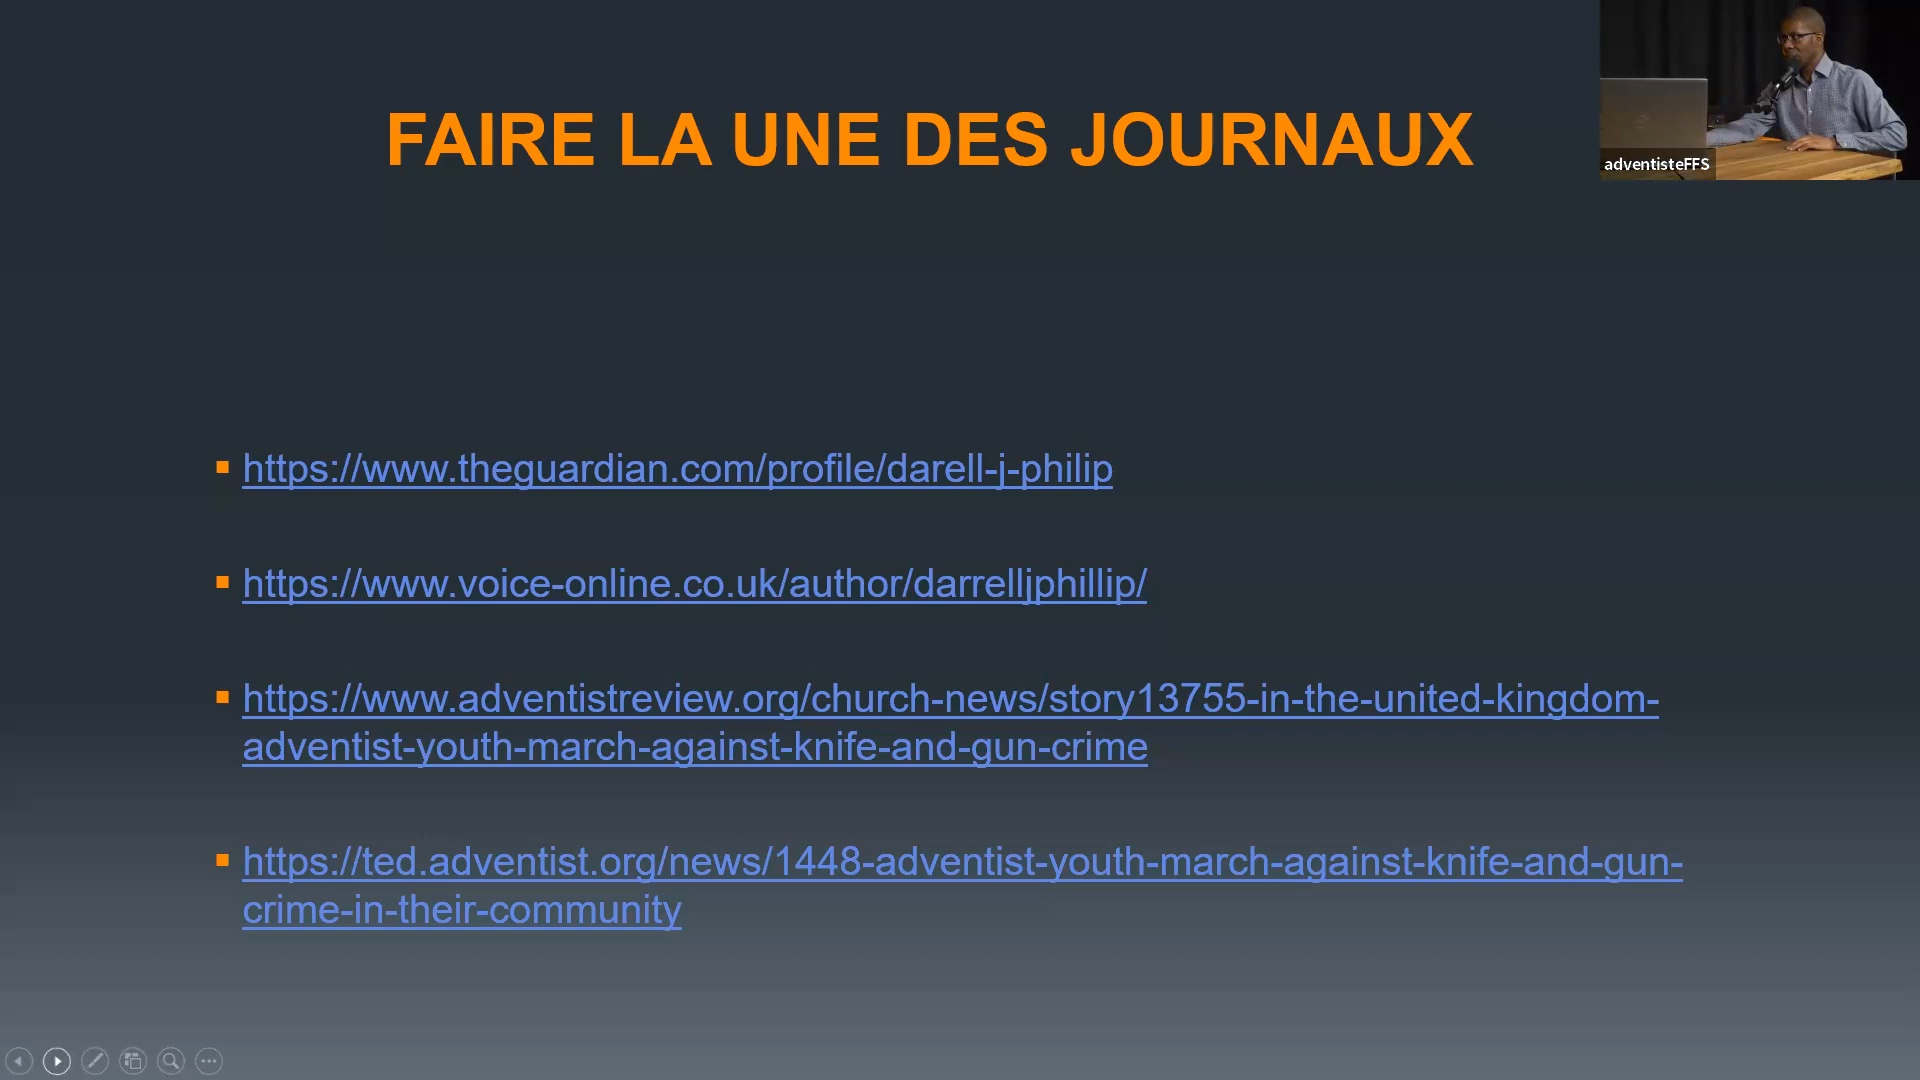 FAIRE LA UNE DES JOURNAUX
adventisteFFS
https://www.theguardian.com/profile/darell-j-philip
https://www.voice-online.co.uk/author/darrelljphillip/
https://www.adventistreview.org/church-news/story13755-in-the-united-kingdom-
adventist-youth-march-against-knife-and-gun-crime
https://ted.adventist.org/news/1448-adventist-youth-march-against-knife-and-gun-
crime-in-their-community